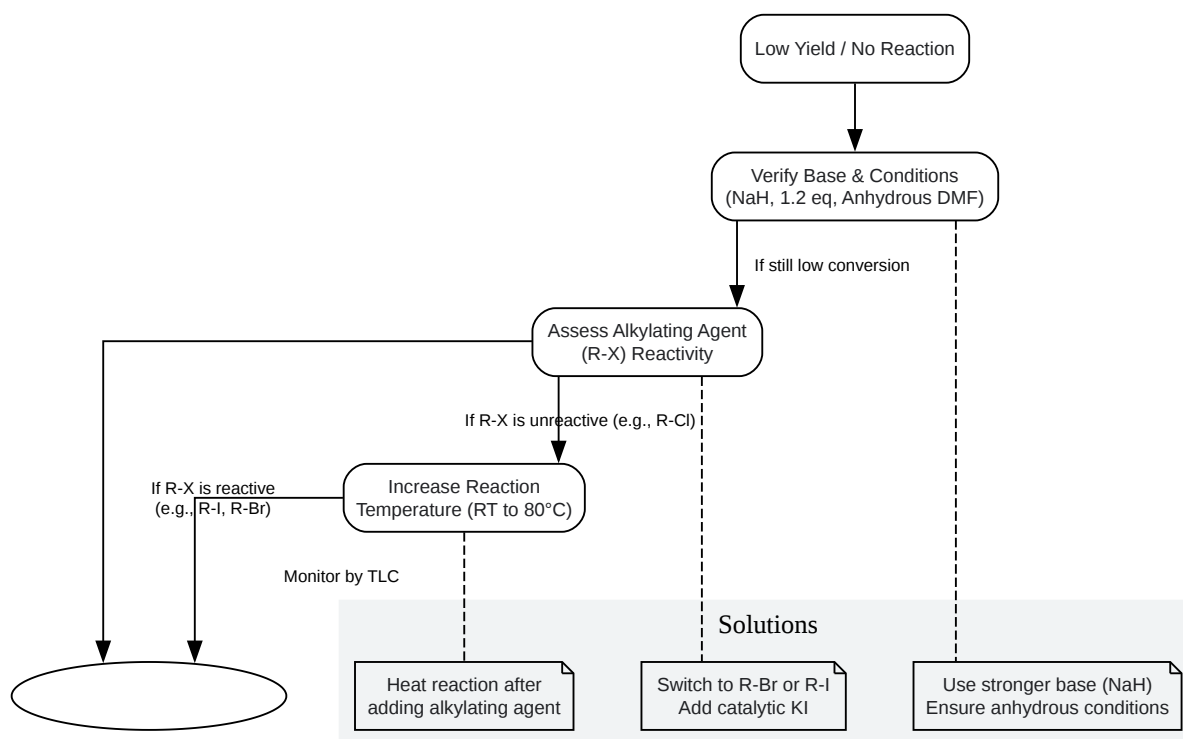 Low Yield / No Reaction
Verify Base & Conditions
(NaH, 1.2 eq, Anhydrous DMF)
If still low conversion
Assess Alkylating Agent
(R-X) Reactivity
If R-X is unreactive (e.g., R-Cl)
Increase Reaction
Temperature (RT to 80°C)
If R-X is reactive
(e.g., R-I, R-Br)
Monitor by TLC
Solutions
Heat reaction after
adding alkylating agent
Switch to R-Br or R-I
Add catalytic KI
Use stronger base (NaH)
Ensure anhydrous conditions